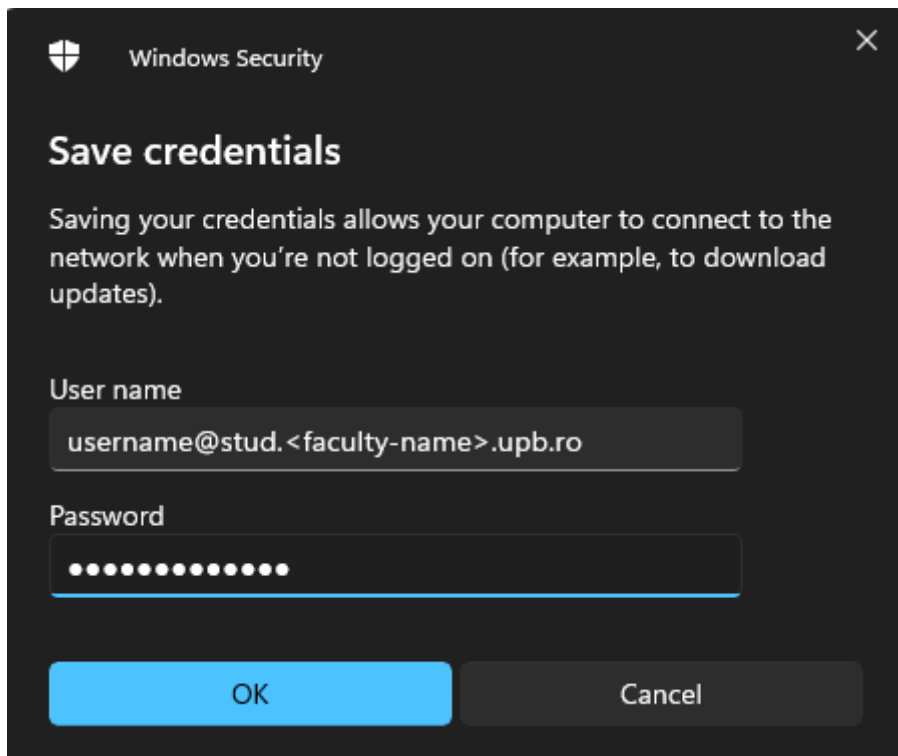 Windows Security
Save credentials
Saving your credentials allows your computer to connect to the
network when you’re not logged on (for example, to download
updates).
User name
username@stud.<faculty-name>.upb.ro
Password
●●●●●●●●●●●●●
OK
Cancel